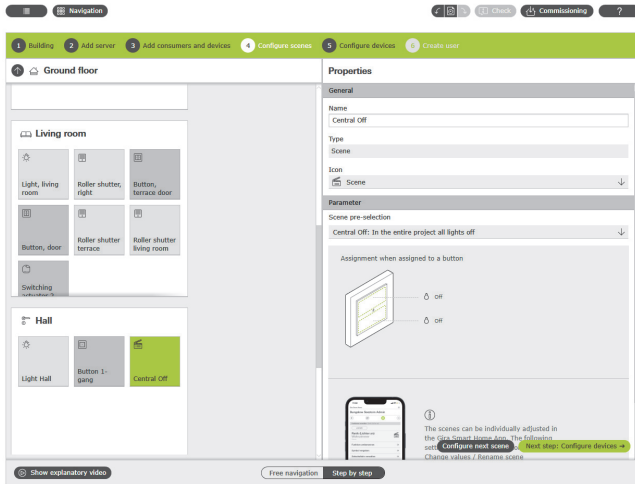 Navigation
Check
Commissioning
?
1 Building
2 Add server
3 Add consumers and devices
4 Configure scenes
5 Configure devices
6 Create user
Ground floor
Properties
General
Name
Central Off
Type
Scene
Icon
Scene
Parameter
Scene pre-selection
Central Off: In the entire project all lights off
Assignment when assigned to a button
Off
Off
Living room
Light, living
room
Roller shutter,
right
Button,
terrace door
Button, door
Roller shutter
terrace
Roller shutter
living room
Switching
actuator 2
Hall
Light Hall
Button 1-
gang
Central Off
The scenes can be individually adjusted in
the Gira Smart Home App. The following
Configure next scene
Next step: Configure devices →
Change values / Rename scene
Show explanatory video
Free navigation
Step by step